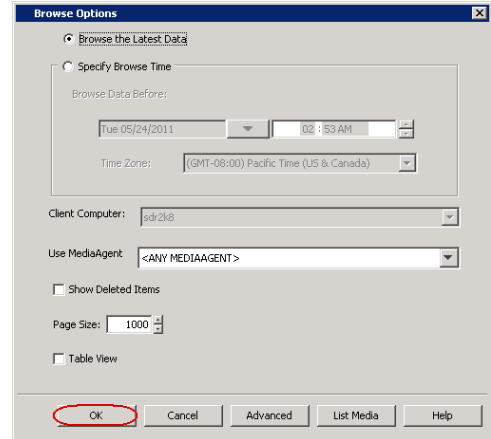 Browse Options
Browse the Latest Data
Specify Browse Time
Browse Data Before:
Tue 05/24/2011 02 : 53 AM
Time Zone: (GMT-08:00) Pacific Time (US & Canada)
Client Computer: sdr2k8
Use MediaAgent <ANY MEDIAAGENT>
Show Deleted Items
Page Size: 1000
Table View
OK Cancel Advanced List Media Help